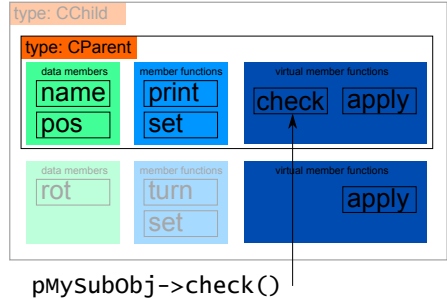 type: CChild
type: CParent
data members member functions virtual member functions
name print check apply
pos set
data members member functions virtual member functions
rot turn apply
set
pMySubObj->check()